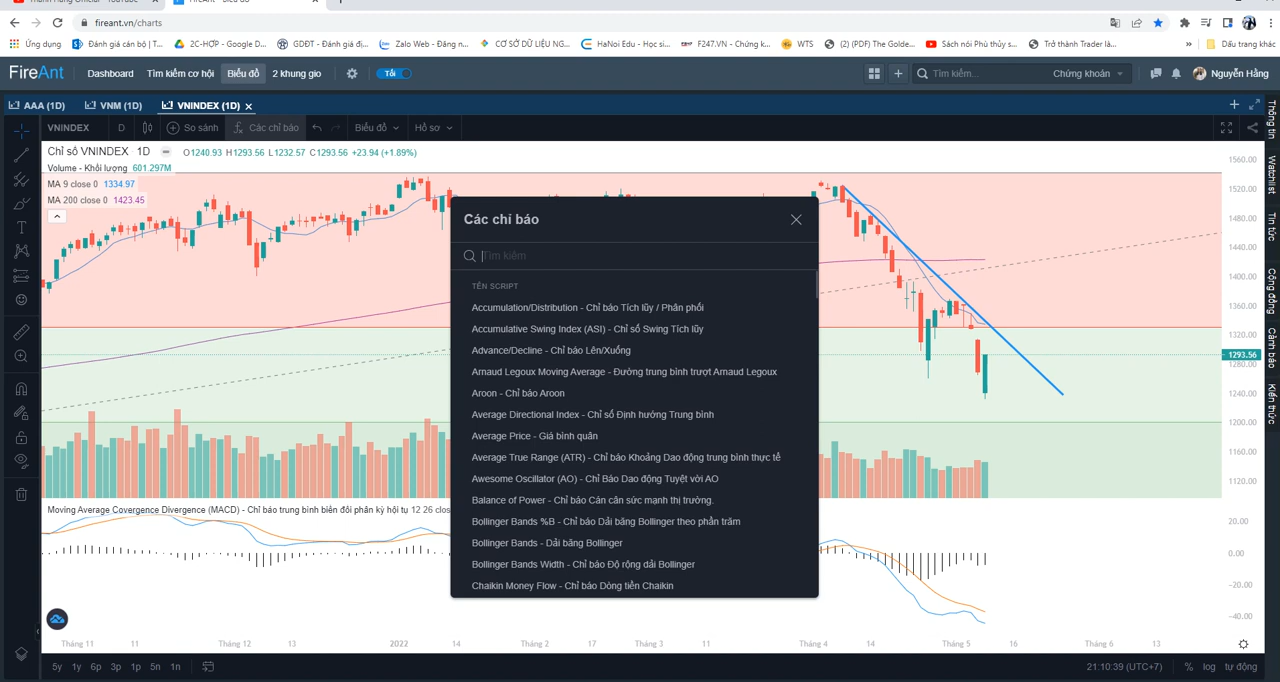 Thanh Hằng Official - YouTube
FireAnt - Biểu đồ
fireant.vn/charts
Ứng dụng
Đánh giá cán bộ | T...
2C-HỢP - Google D...
GDĐT - Đánh giá đị...
Zalo Web - Đăng n...
CƠ SỞ DỮ LIỆU NG...
HaNoi Edu - Học si...
F247.VN - Chứng k...
WTS
(2) (PDF) The Golde...
Sách nói Phù thủy s...
Trở thành Trader là...
»
Dấu trang khác
FireAnt
Dashboard
Tìm kiếm cơ hội
Biểu đồ
2 khung gio
Tối
Tìm kiếm...
Chứng khoán
Nguyễn Hằng
AAA (1D)
VNM (1D)
VNINDEX (1D)
VNINDEX
D
So sánh
Các chỉ báo
Biểu đồ
Hồ sơ
Thông tin
Watchlist
Tin tức
Cộng đồng
Cảnh báo
Kiến thức
Chỉ số VNINDEX · 1D
O1240.93 H1293.56 L1232.57 C1293.56 +23.94 (+1.89%)
Volume - Khối lượng 601.297M
MA 9 close 0 1334.97
MA 200 close 0 1423.45
1560.00
1520.00
1480.00
1440.00
1400.00
1360.00
1320.00
1293.56
1280.00
1240.00
1200.00
1160.00
1120.00
Các chỉ báo
Tìm kiếm
TÊN SCRIPT
Accumulation/Distribution - Chỉ báo Tích lũy / Phân phối
Accumulative Swing Index (ASI) - Chỉ số Swing Tích lũy
Advance/Decline - Chỉ báo Lên/Xuống
Arnaud Legoux Moving Average - Đường trung bình trượt Arnaud Legoux
Aroon - Chỉ báo Aroon
Average Directional Index - Chỉ số Định hướng Trung bình
Average Price - Giá bình quân
Average True Range (ATR) - Chỉ báo Khoảng Dao động trung bình thực tế
Awesome Oscillator (AO) - Chỉ Báo Dao động Tuyệt vời AO
Balance of Power - Chỉ báo Cán cân sức mạnh thị trường.
Bollinger Bands %B - Chỉ báo Dải băng Bollinger theo phần trăm
Bollinger Bands - Dải băng Bollinger
Bollinger Bands Width - Chỉ báo Độ rộng dải Bollinger
Chaikin Money Flow - Chỉ báo Dòng tiền Chaikin
Moving Average Covergence Divergence (MACD) - Chỉ báo trung bình biến đổi phân kỳ hội tụ 12 26 clos
20.00
0.00
−20.00
−40.00
Tháng 11
11
Tháng 12
13
2022
14
Tháng 2
17
Tháng 3
11
Tháng 4
14
Tháng 5
16
Tháng 6
13
5y 1y 6p 3p 1p 5n 1n
21:10:39 (UTC+7)
% log tự động